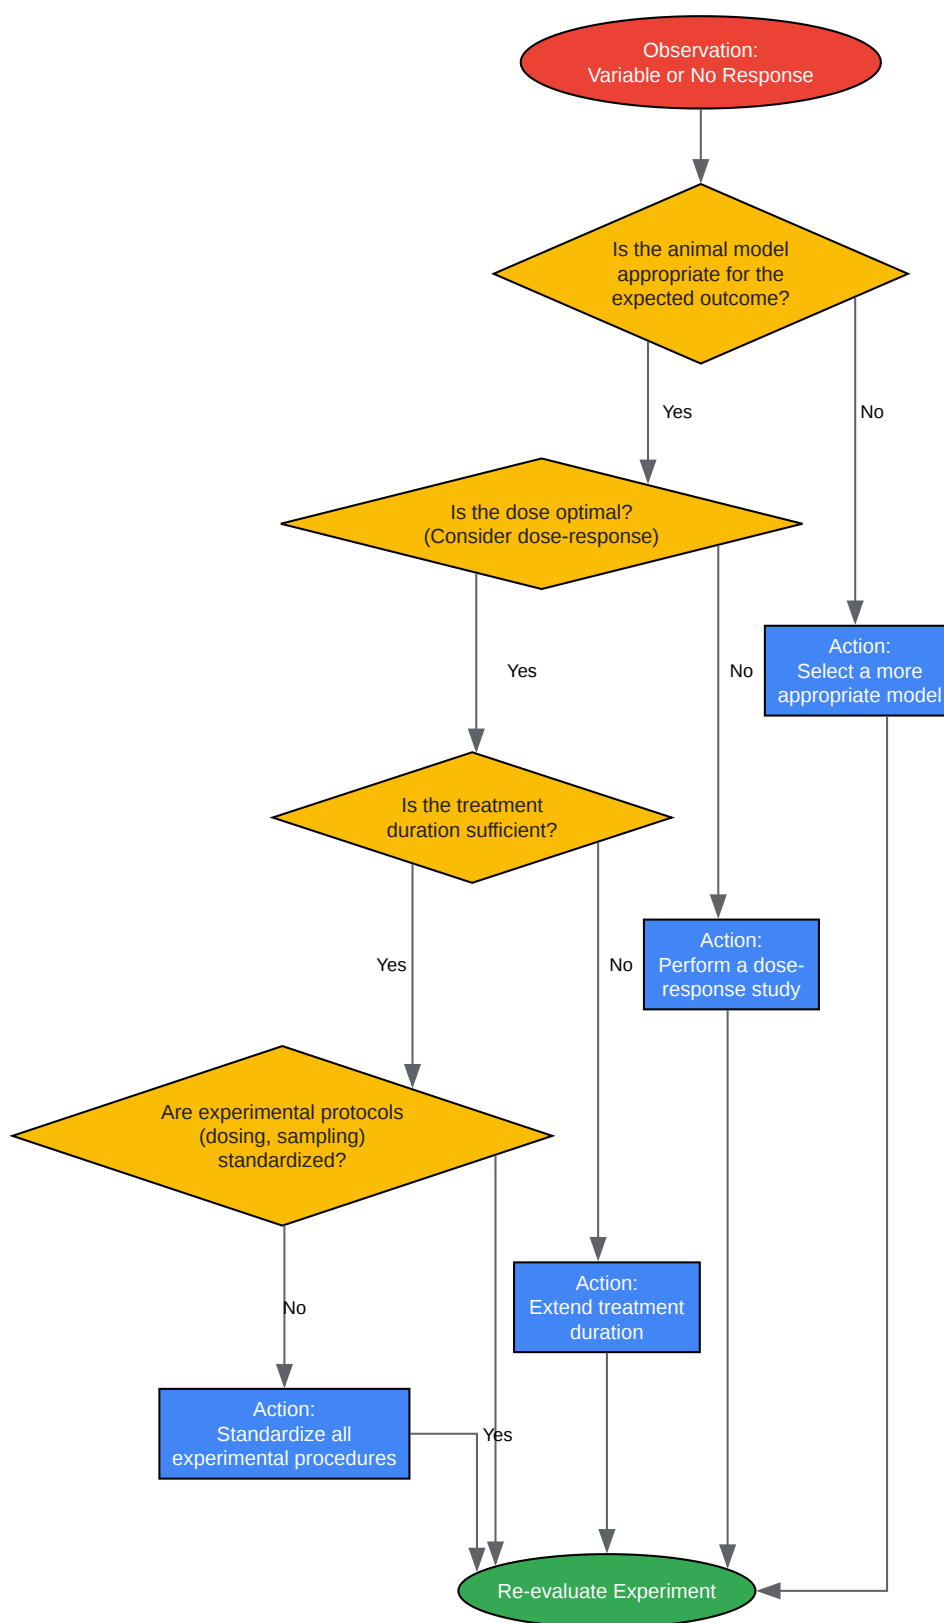 Observation:
Variable or No Response
Is the animal model
appropriate for the
expected outcome?
Yes
No
Is the dose optimal?
(Consider dose-response)
Yes
No
Action:
Select a more
appropriate model
Is the treatment
duration sufficient?
Yes
No
Action:
Perform a dose-
response study
Are experimental protocols
(dosing, sampling)
standardized?
No
Action:
Extend treatment
duration
Action:
Standardize all
experimental procedures
Yes
Re-evaluate Experiment